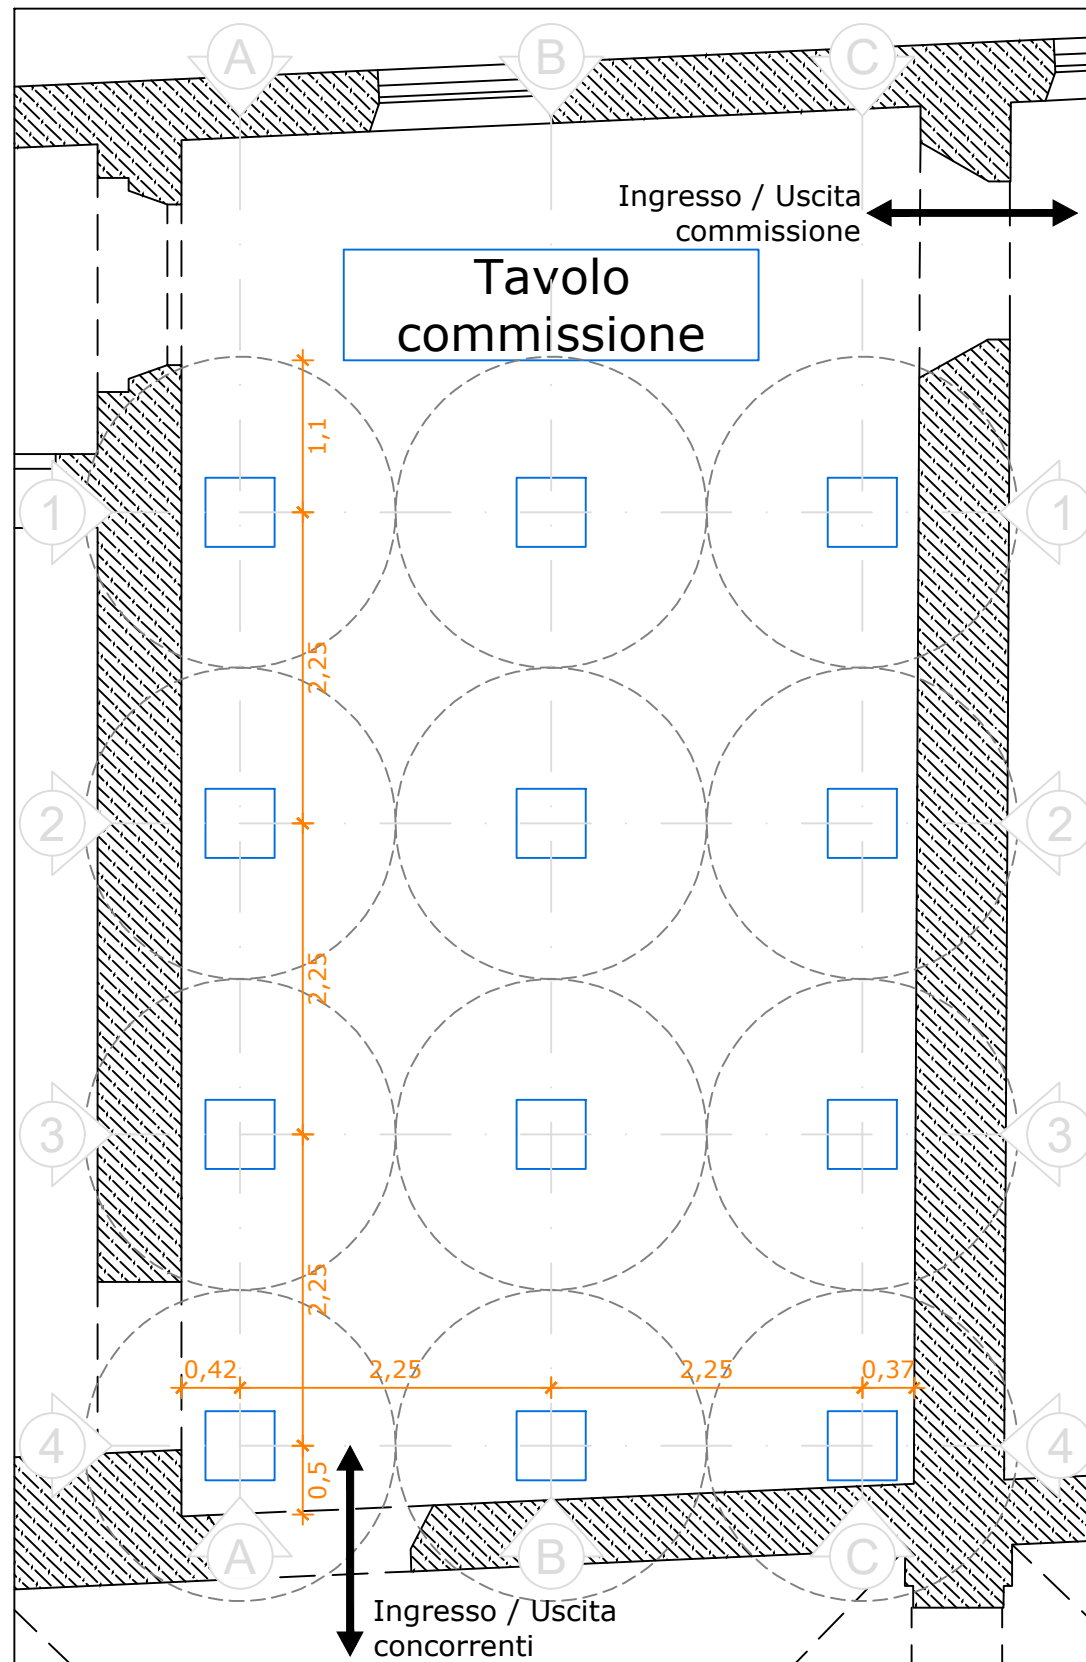 A B C
Ingresso / Uscita
commissione
Tavolo
commissione
1,1
1 1
2,25
2 2
2,25
3 3
2,25
0,42 2,25 2,25 0,37
4 4
0,5
A B C
Ingresso / Uscita
concorrenti